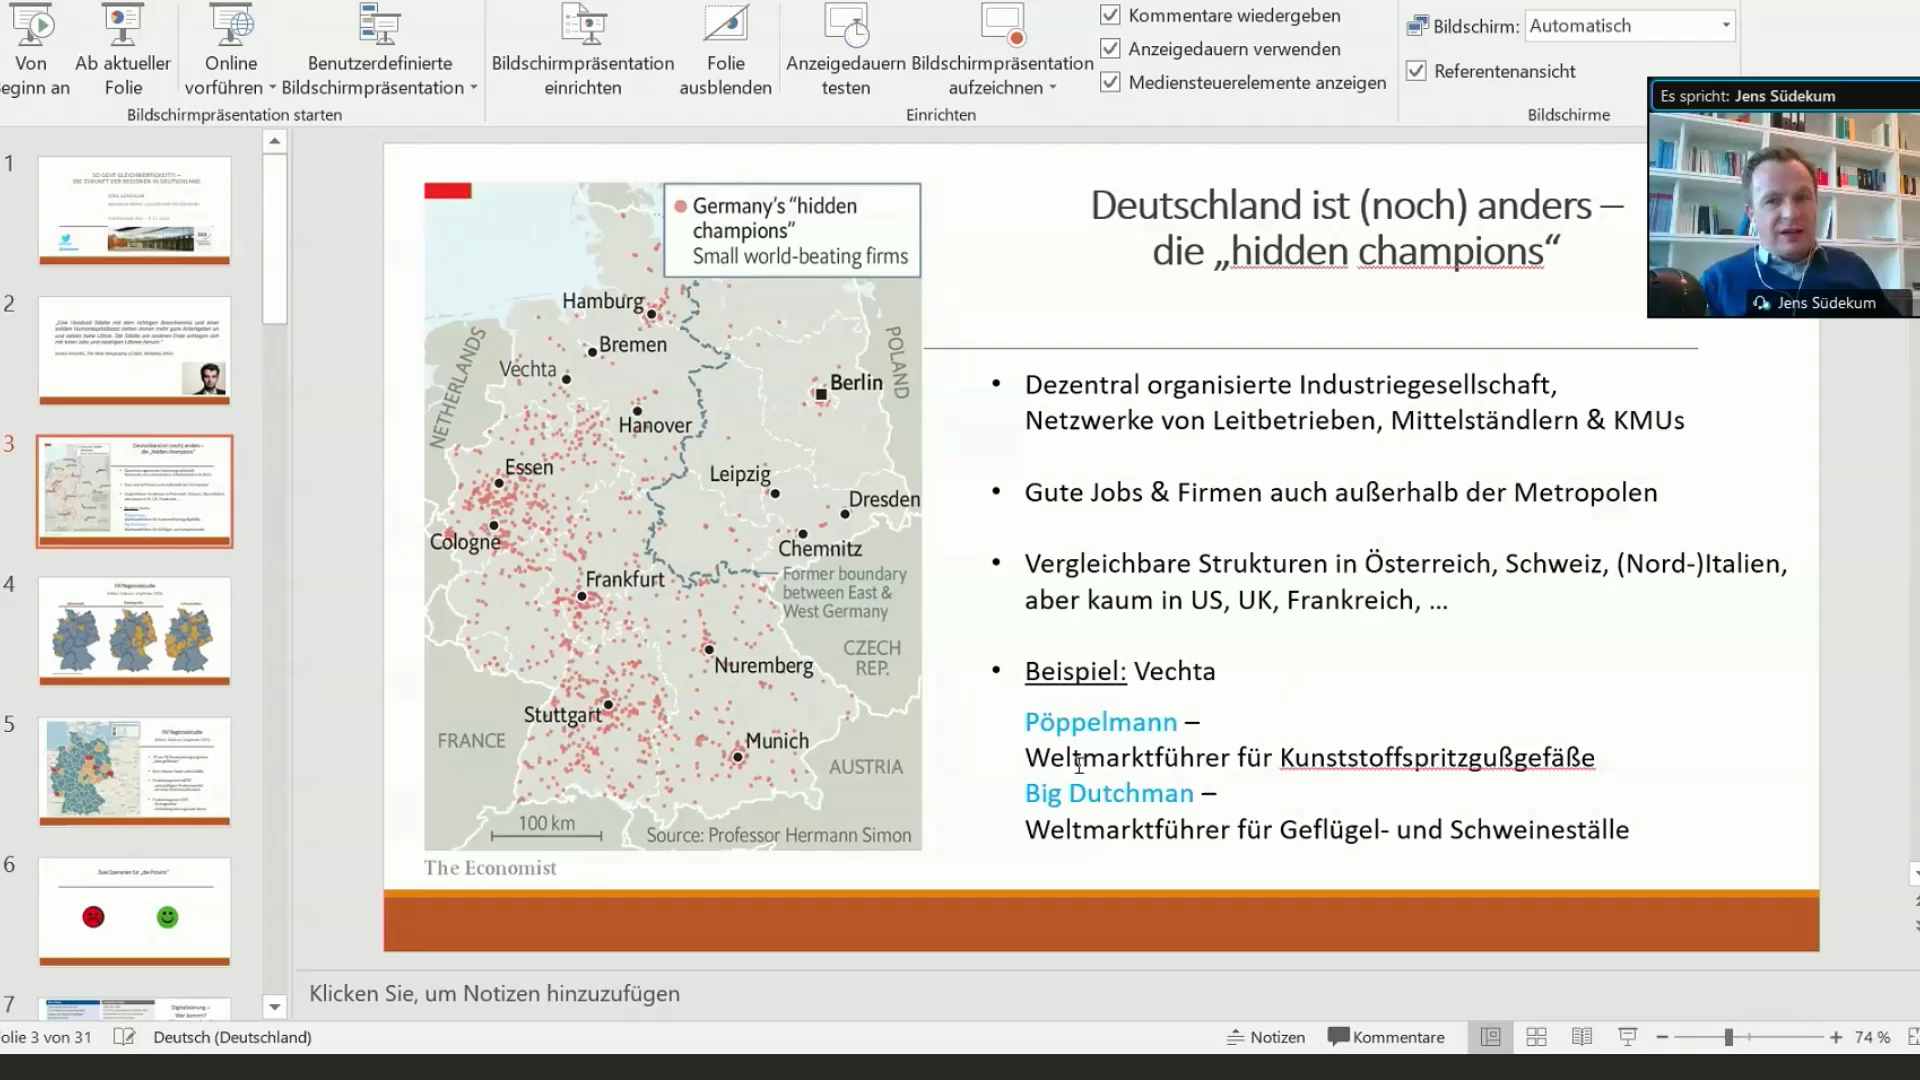 Von
eginn an
Ab aktueller
Folie
Online
vorführen
Benutzerdefinierte
Bildschirmpräsentation
Bildschirmpräsentation starten
Bildschirmpräsentation
einrichten
Folie
ausblenden
Anzeigedauern
testen
Bildschirmpräsentation
aufzeichnen
Einrichten
Kommentare wiedergeben
Anzeigedauern verwenden
Mediensteuerelemente anzeigen
Bildschirm: Automatisch
Referentenansicht
Bildschirme
Es spricht: Jens Südekum
Jens Südekum
1
2
3
4
5
6
7
Germany's "hidden
champions"
Small world-beating firms
Hamburg
Bremen
Vechta
NETHERLANDS
POLAND
Berlin
Hanover
Essen
Leipzig
Dresden
Cologne
Chemnitz
Frankfurt
Former boundary
between East &
West Germany
CZECH
REP.
Nuremberg
Stuttgart
FRANCE
Munich
AUSTRIA
100 km
Source: Professor Hermann Simon
The Economist
Deutschland ist (noch) anders –
die „hidden champions“
• Dezentral organisierte Industriegesellschaft,
Netzwerke von Leitbetrieben, Mittelständlern & KMUs
• Gute Jobs & Firmen auch außerhalb der Metropolen
• Vergleichbare Strukturen in Österreich, Schweiz, (Nord-)Italien,
aber kaum in US, UK, Frankreich, ...
• Beispiel: Vechta
Pöppelmann –
Weltmarktführer für Kunststoffspritzgußgefäße
Big Dutchman –
Weltmarktführer für Geflügel- und Schweineställe
Klicken Sie, um Notizen hinzuzufügen
olie 3 von 31
Deutsch (Deutschland)
Notizen
Kommentare
74 %